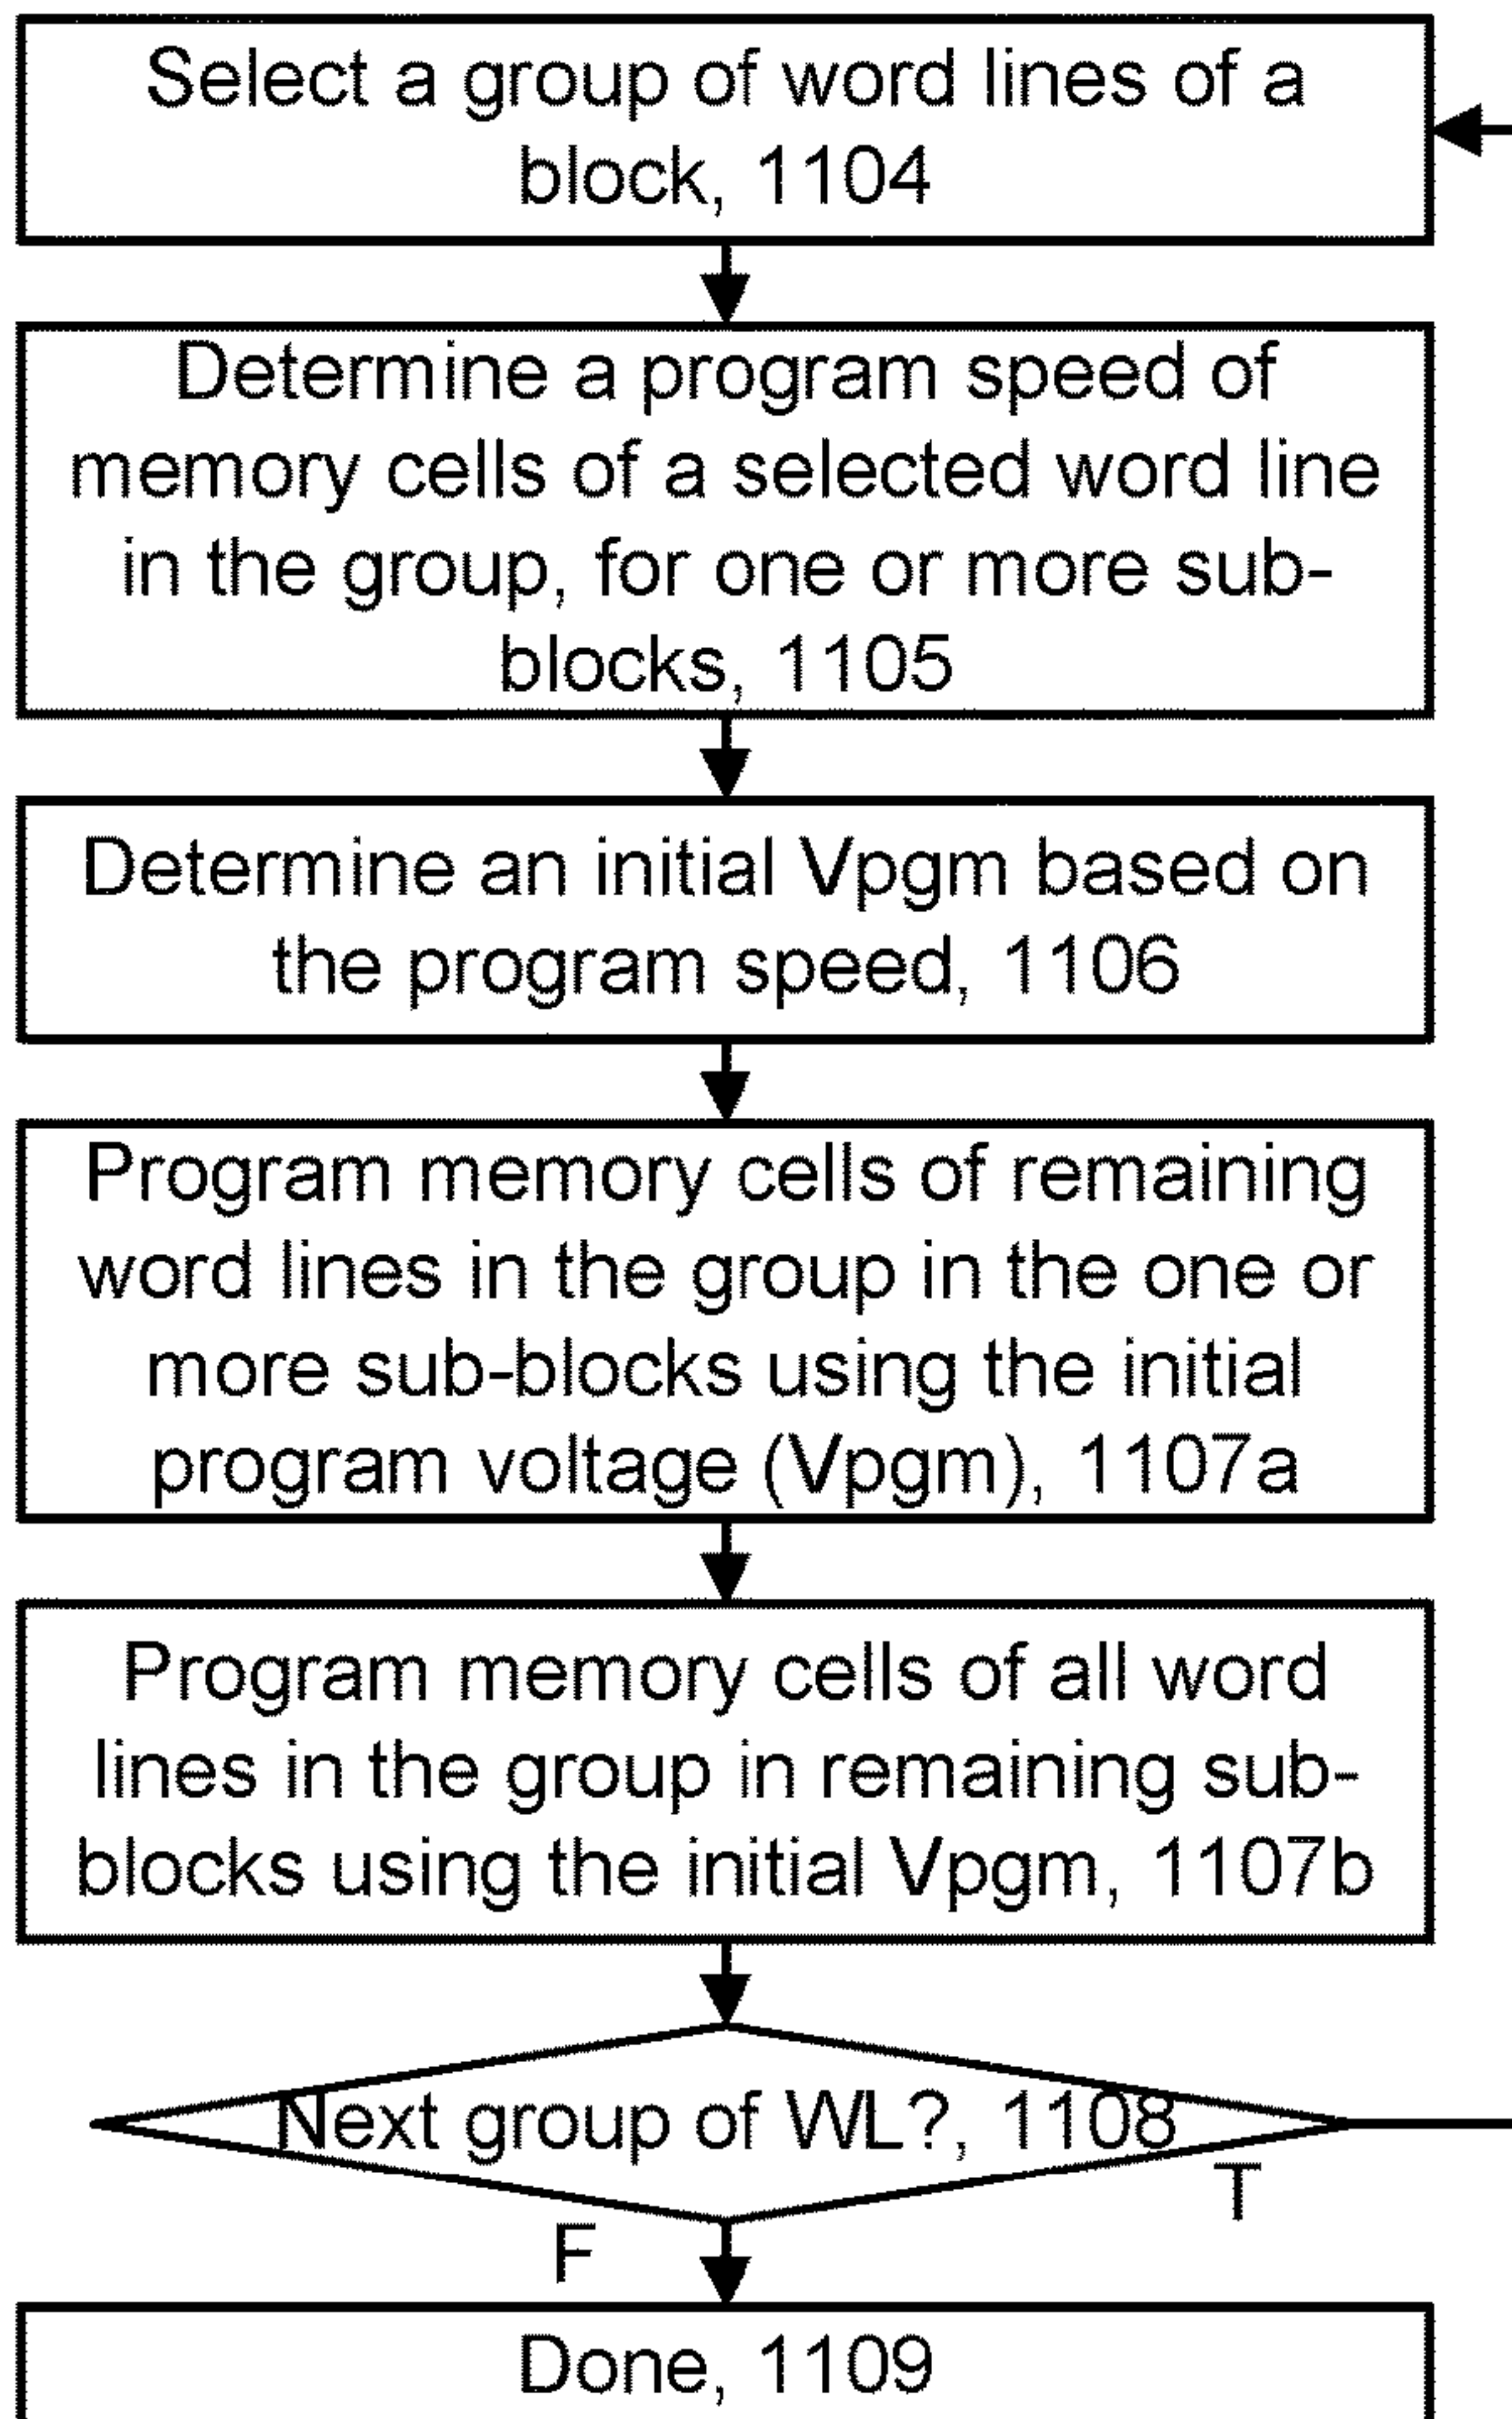 Select a group of word lines of a
block, 1104
Determine a program speed of
memory cells of a selected word line
in the group, for one or more sub-
blocks, 1105
Determine an initial Vpgm based on
the program speed, 1106
Program memory cells of remaining
word lines in the group in the one or
more sub-blocks using the initial
program voltage (Vpgm), 1107a
Program memory cells of all word
lines in the group in remaining sub-
blocks using the initial Vpgm, 1107b
Next group of WL?, 1108
T
F
Done, 1109